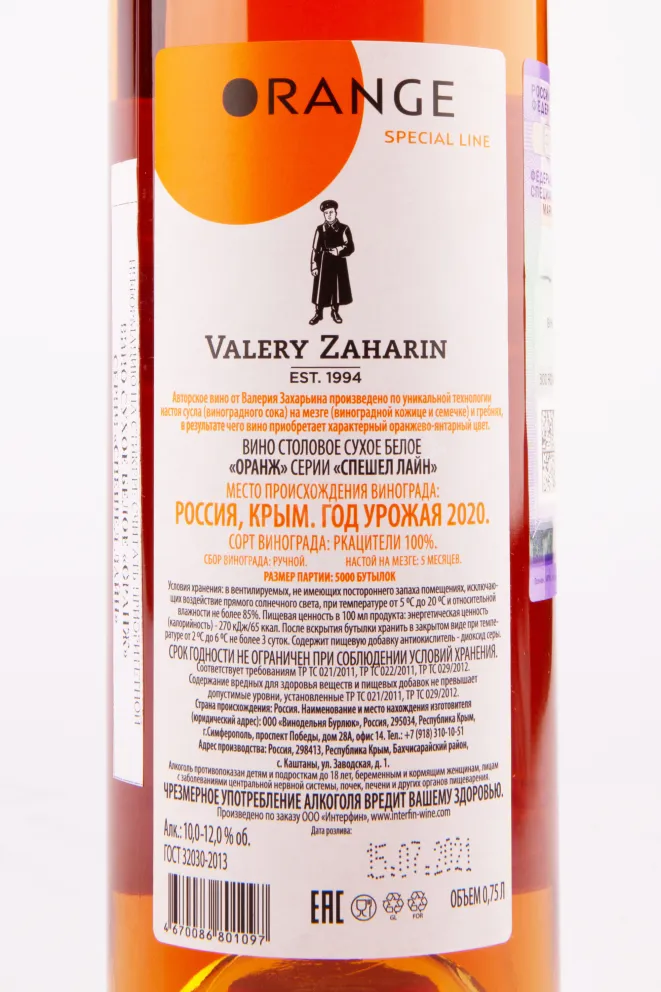 ORANGE
SPECIAL LINE
VALERY ZAHARIN
EST. 1994
Авторское вино от Валерия Захарьина произведено по уникальной технологии
настоя сусла (виноградного сока) на мезге (виноградной кожице и семечке) и гребнях,
в результате чего вино приобретает характерный оранжево-янтарный цвет.
ВИНО СТОЛОВОЕ СУХОЕ БЕЛОЕ
«ОРАНЖ» СЕРИИ «СПЕШЕЛ ЛАЙН»
МЕСТО ПРОИСХОЖДЕНИЯ ВИНОГРАДА:
РОССИЯ, КРЫМ. ГОД УРОЖАЯ 2020.
СОРТ ВИНОГРАДА: РКАЦИТЕЛИ 100%.
СБОР ВИНОГРАДА: РУЧНОЙ. НАСТОЙ НА МЕЗГЕ: 5 МЕСЯЦЕВ.
РАЗМЕР ПАРТИИ: 5000 БУТЫЛОК
Условия хранения: в вентилируемых, не имеющих постороннего запаха помещениях, исключаю-
щих воздействие прямого солнечного света, при температуре от 5 ºС до 20 ºС и относительной
влажности не более 85%. Пищевая ценность в 100 мл продукта: энергетическая ценность
(калорийность) - 270 кДж/65 ккал. После вскрытия бутылки хранить в закрытом виде при темпе-
ратуре от 2 ºС до 6 ºС не более 3 суток. Содержит пищевую добавку антиокислитель - диоксид серы.
СРОК ГОДНОСТИ НЕ ОГРАНИЧЕН ПРИ СОБЛЮДЕНИИ УСЛОВИЙ ХРАНЕНИЯ.
Соответствует требованиям ТР ТС 021/2011, ТР ТС 022/2011, ТР ТС 029/2012.
Содержание вредных для здоровья веществ и пищевых добавок не превышает
допустимые уровни, установленные ТР ТС 021/2011, ТР ТС 029/2012.
Страна происхождения: Россия. Наименование и место нахождения изготовителя
(юридический адрес): ООО «Винодельня Бурлюк», Россия, 295034, Республика Крым,
г.Симферополь, проспект Победы, дом 28А, офис 14. Тел.: +7 (918) 310-10-51
Адрес производства: Россия, 298413, Республика Крым, Бахчисарайский район,
с. Каштаны, ул. Заводская, д. 1.
Алкоголь противопоказан детям и подросткам до 18 лет, беременным и кормящим женщинам, лицам
с заболеваниями центральной нервной системы, почек, печени и других органов пищеварения.
ЧРЕЗМЕРНОЕ УПОТРЕБЛЕНИЕ АЛКОГОЛЯ ВРЕДИТ ВАШЕМУ ЗДОРОВЬЮ.
Произведено по заказу ООО «Интерфин», www.interfin-wine.com
Алк.: 10,0-12,0 % об.
Дата розлива:
15.07.2021
ГОСТ 32030-2013
4 670086 801097
ЕАС
GL
FOR
ОБЪЕМ 0,75 Л